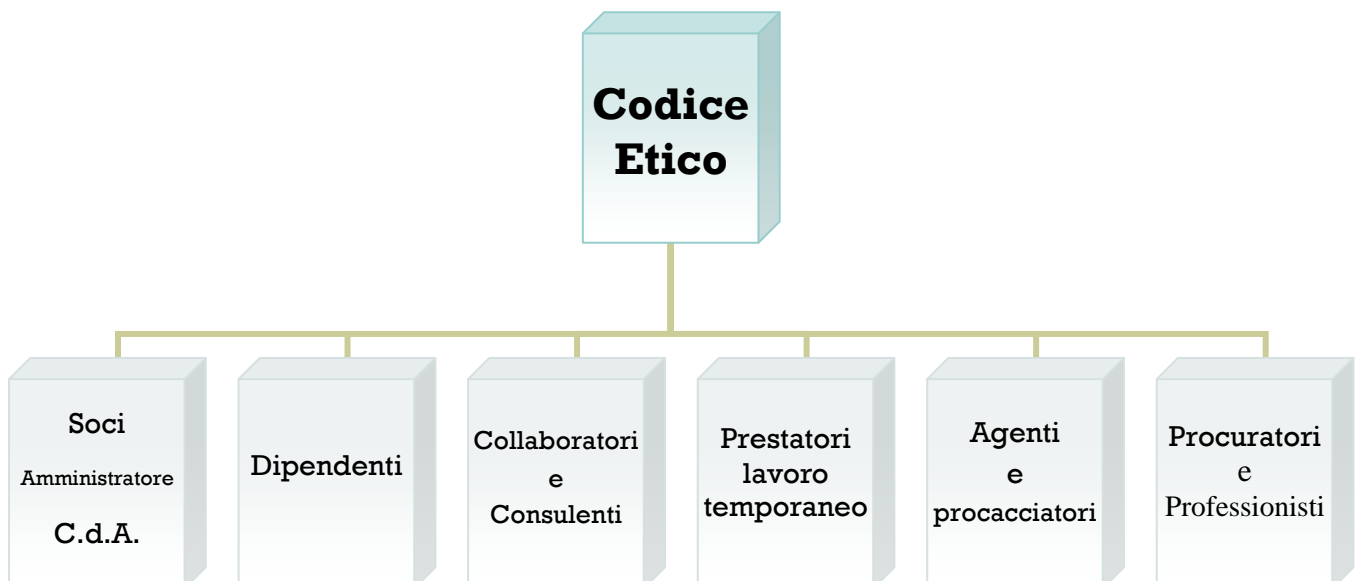 Codice
Etico
Soci
Amministratore
C.d.A.
Dipendenti
Collaboratori
e
Consulenti
Prestatori
lavoro
temporaneo
Agenti
e
procacciatori
Procuratori
e
Professionisti